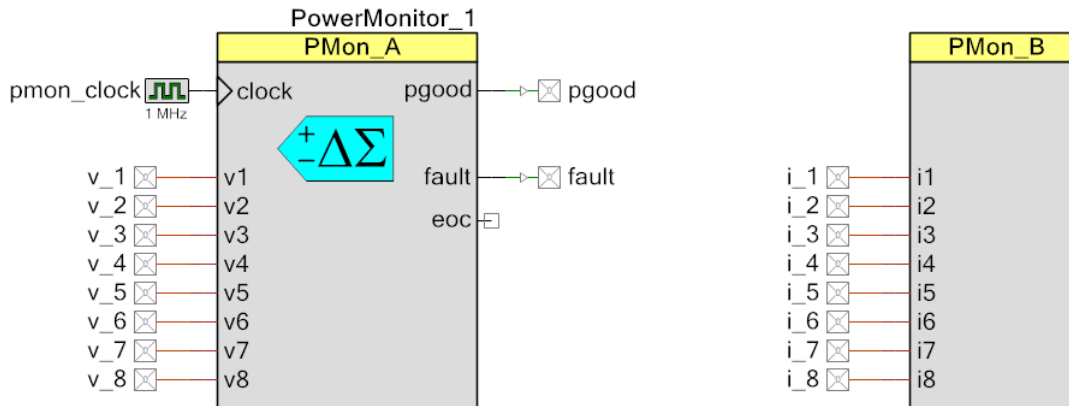 PowerMonitor_1
PMon_A
PMon_B
pmon_clock
1 MHz
clock
pgood
pgood
+
−ΔΣ
fault
fault
eoc
v_1 v1
v_2 v2
v_3 v3
v_4 v4
v_5 v5
v_6 v6
v_7 v7
v_8 v8
i_1 i1
i_2 i2
i_3 i3
i_4 i4
i_5 i5
i_6 i6
i_7 i7
i_8 i8